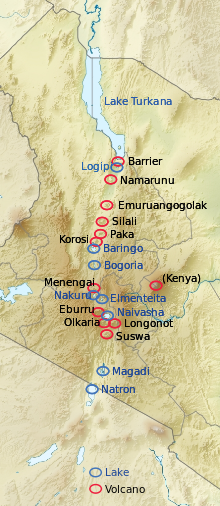 Lake Turkana
Barrier
Logipi
Namarunu
Emuruangogolak
Silali
Paka
Korosi
Baringo
Bogoria
Menengai
(Kenya)
Nakuru
Elmenteita
Eburru
Naivasha
Olkaria
Longonot
Suswa
Magadi
Natron
Lake
Volcano